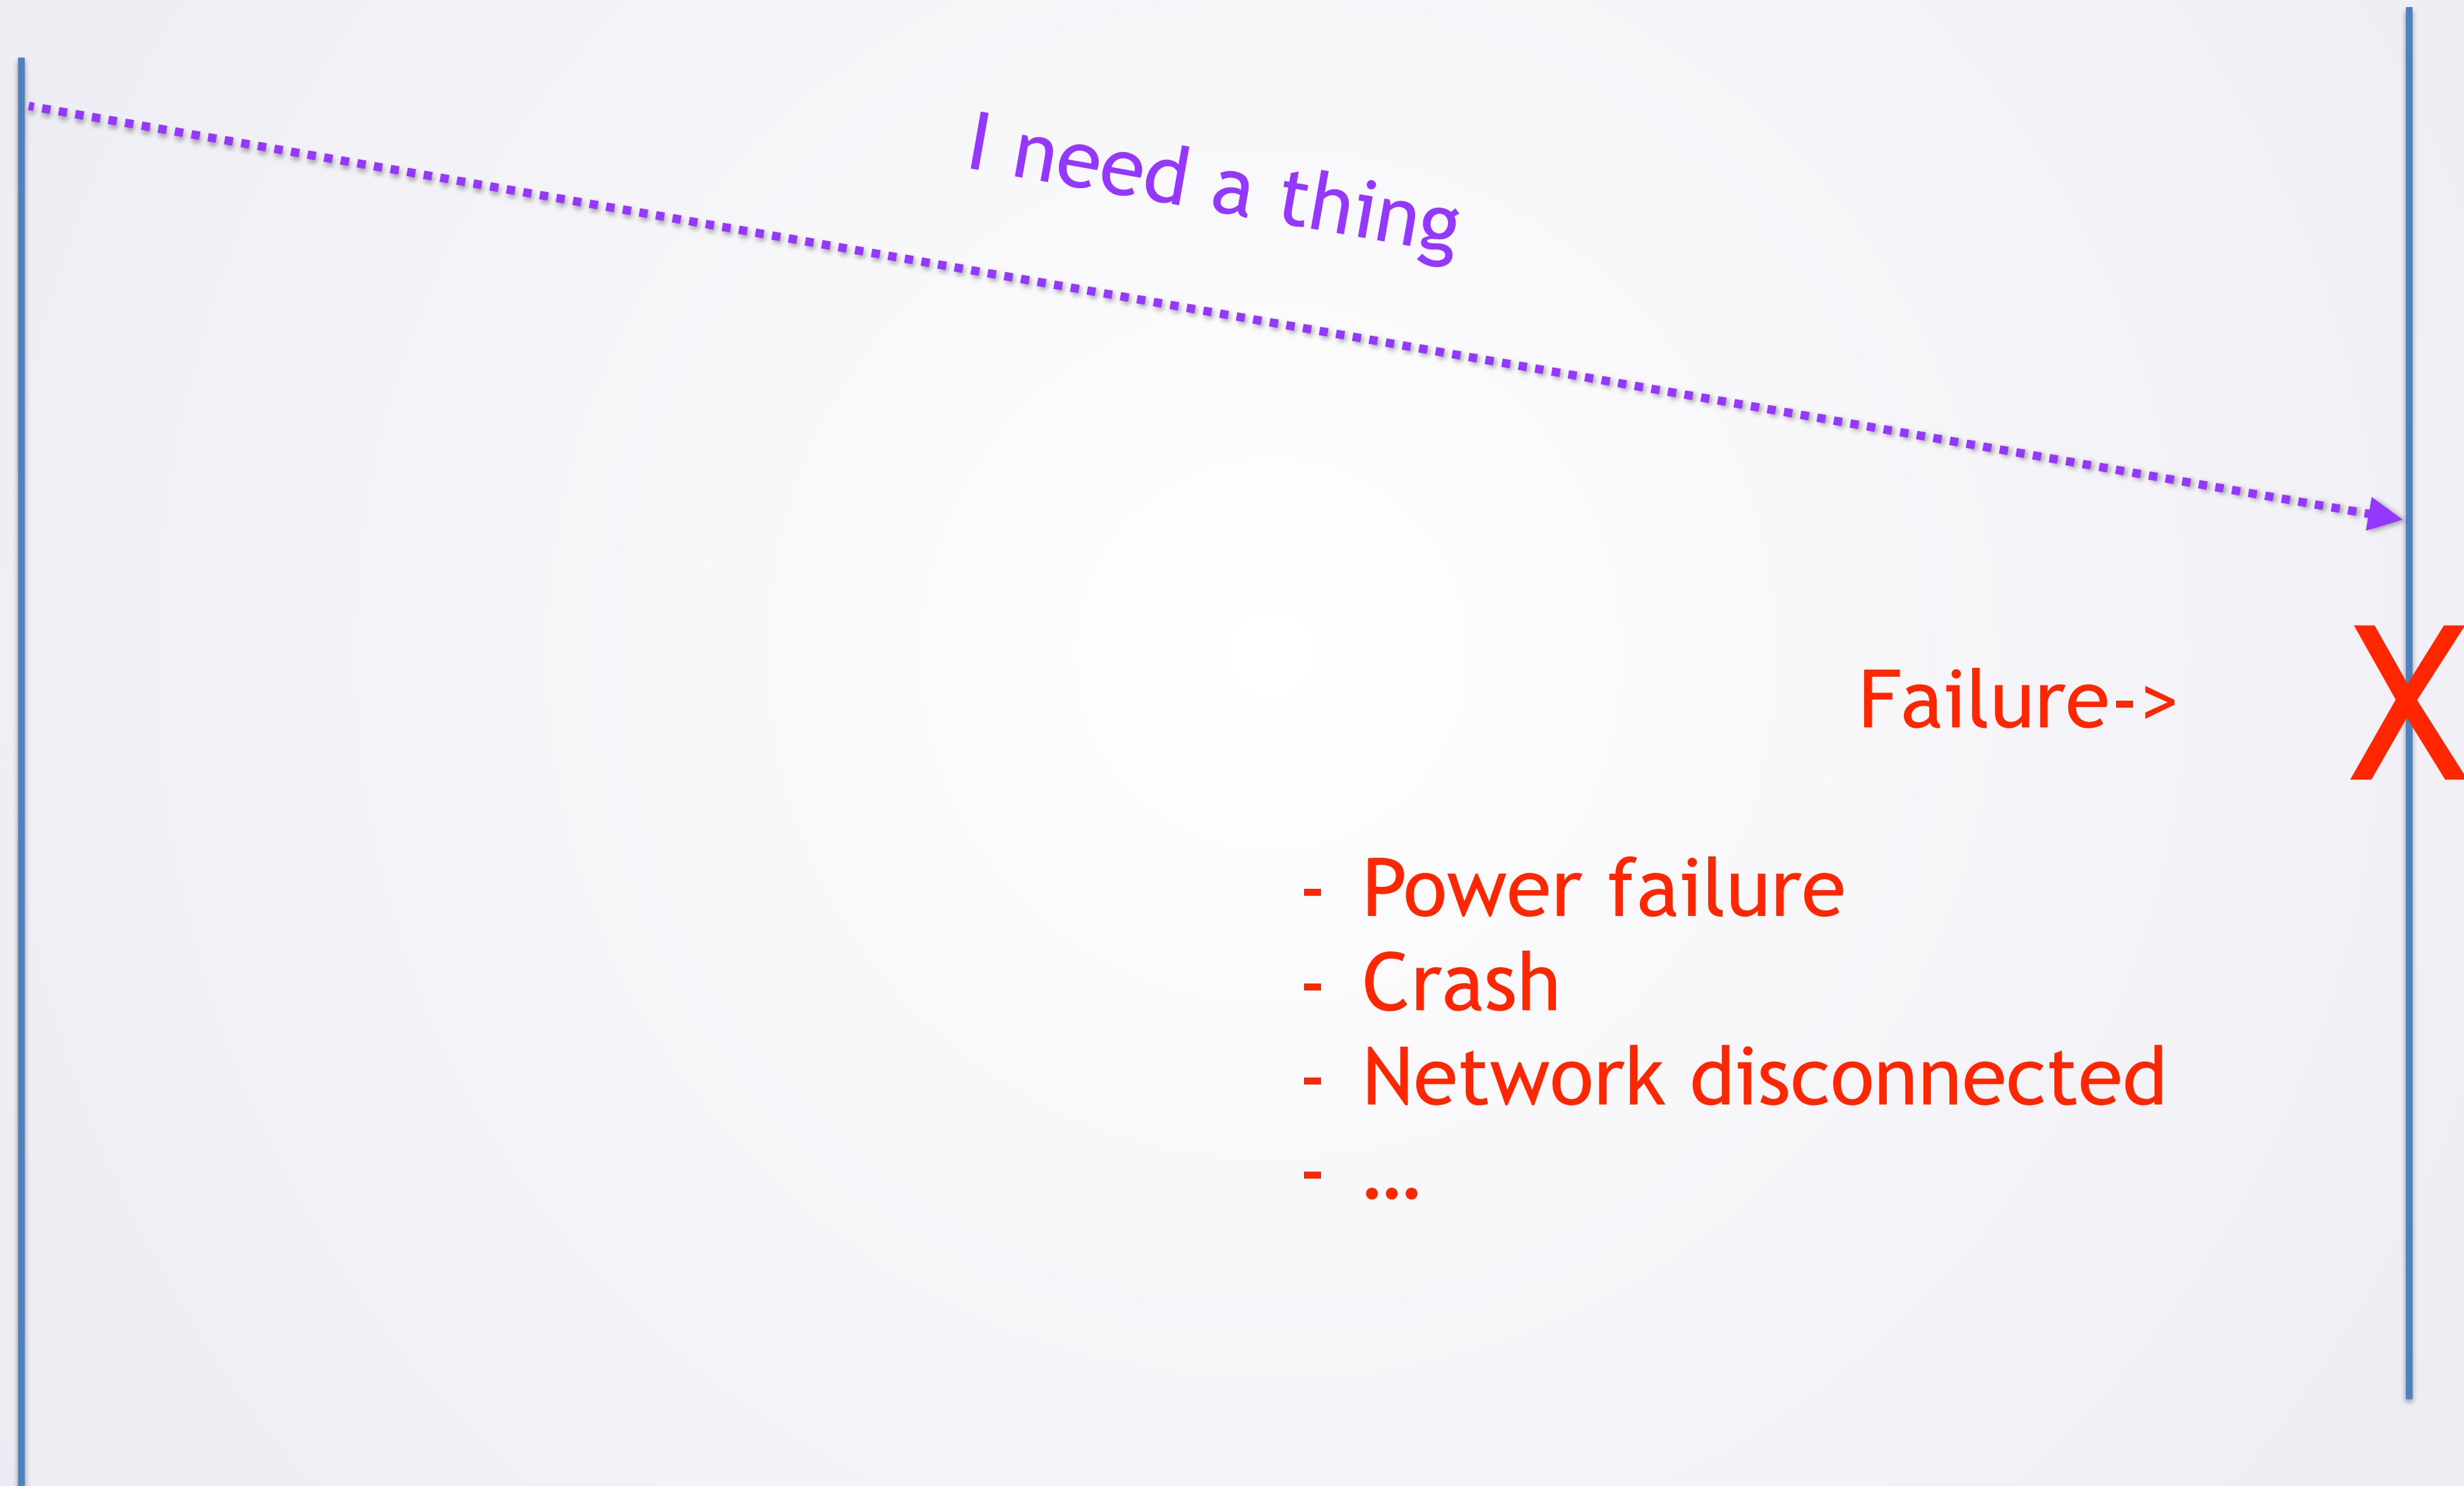 I need a thing
Failure->
X
- Power failure
- Crash
- Network disconnected
- ...